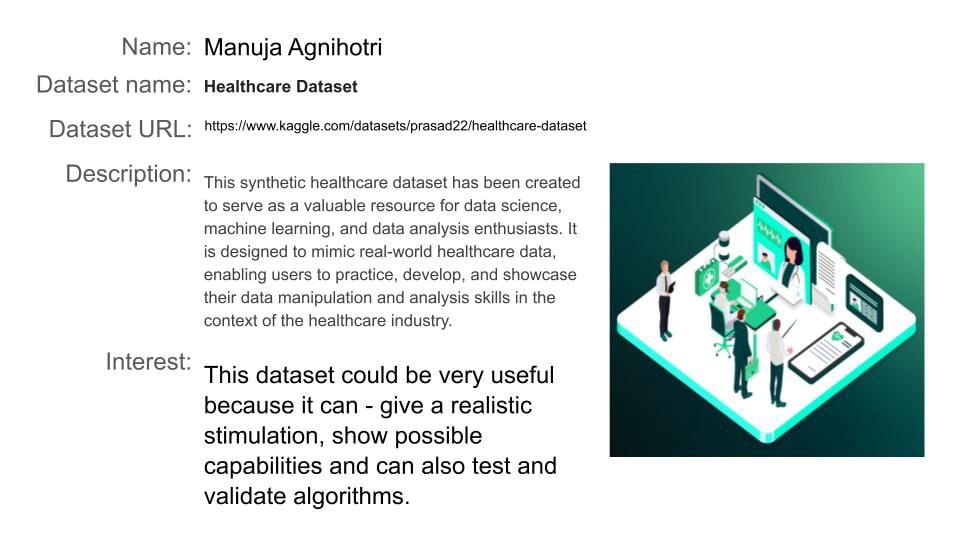 Name: Manuja Agnihotri
Dataset name: Healthcare Dataset
Dataset URL: https://www.kaggle.com/datasets/prasad22/healthcare-dataset
Description: This synthetic healthcare dataset has been created
to serve as a valuable resource for data science,
machine learning, and data analysis enthusiasts. It
is designed to mimic real-world healthcare data,
enabling users to practice, develop, and showcase
their data manipulation and analysis skills in the
context of the healthcare industry.
Interest: This dataset could be very useful
because it can - give a realistic
stimulation, show possible
capabilities and can also test and
validate algorithms.